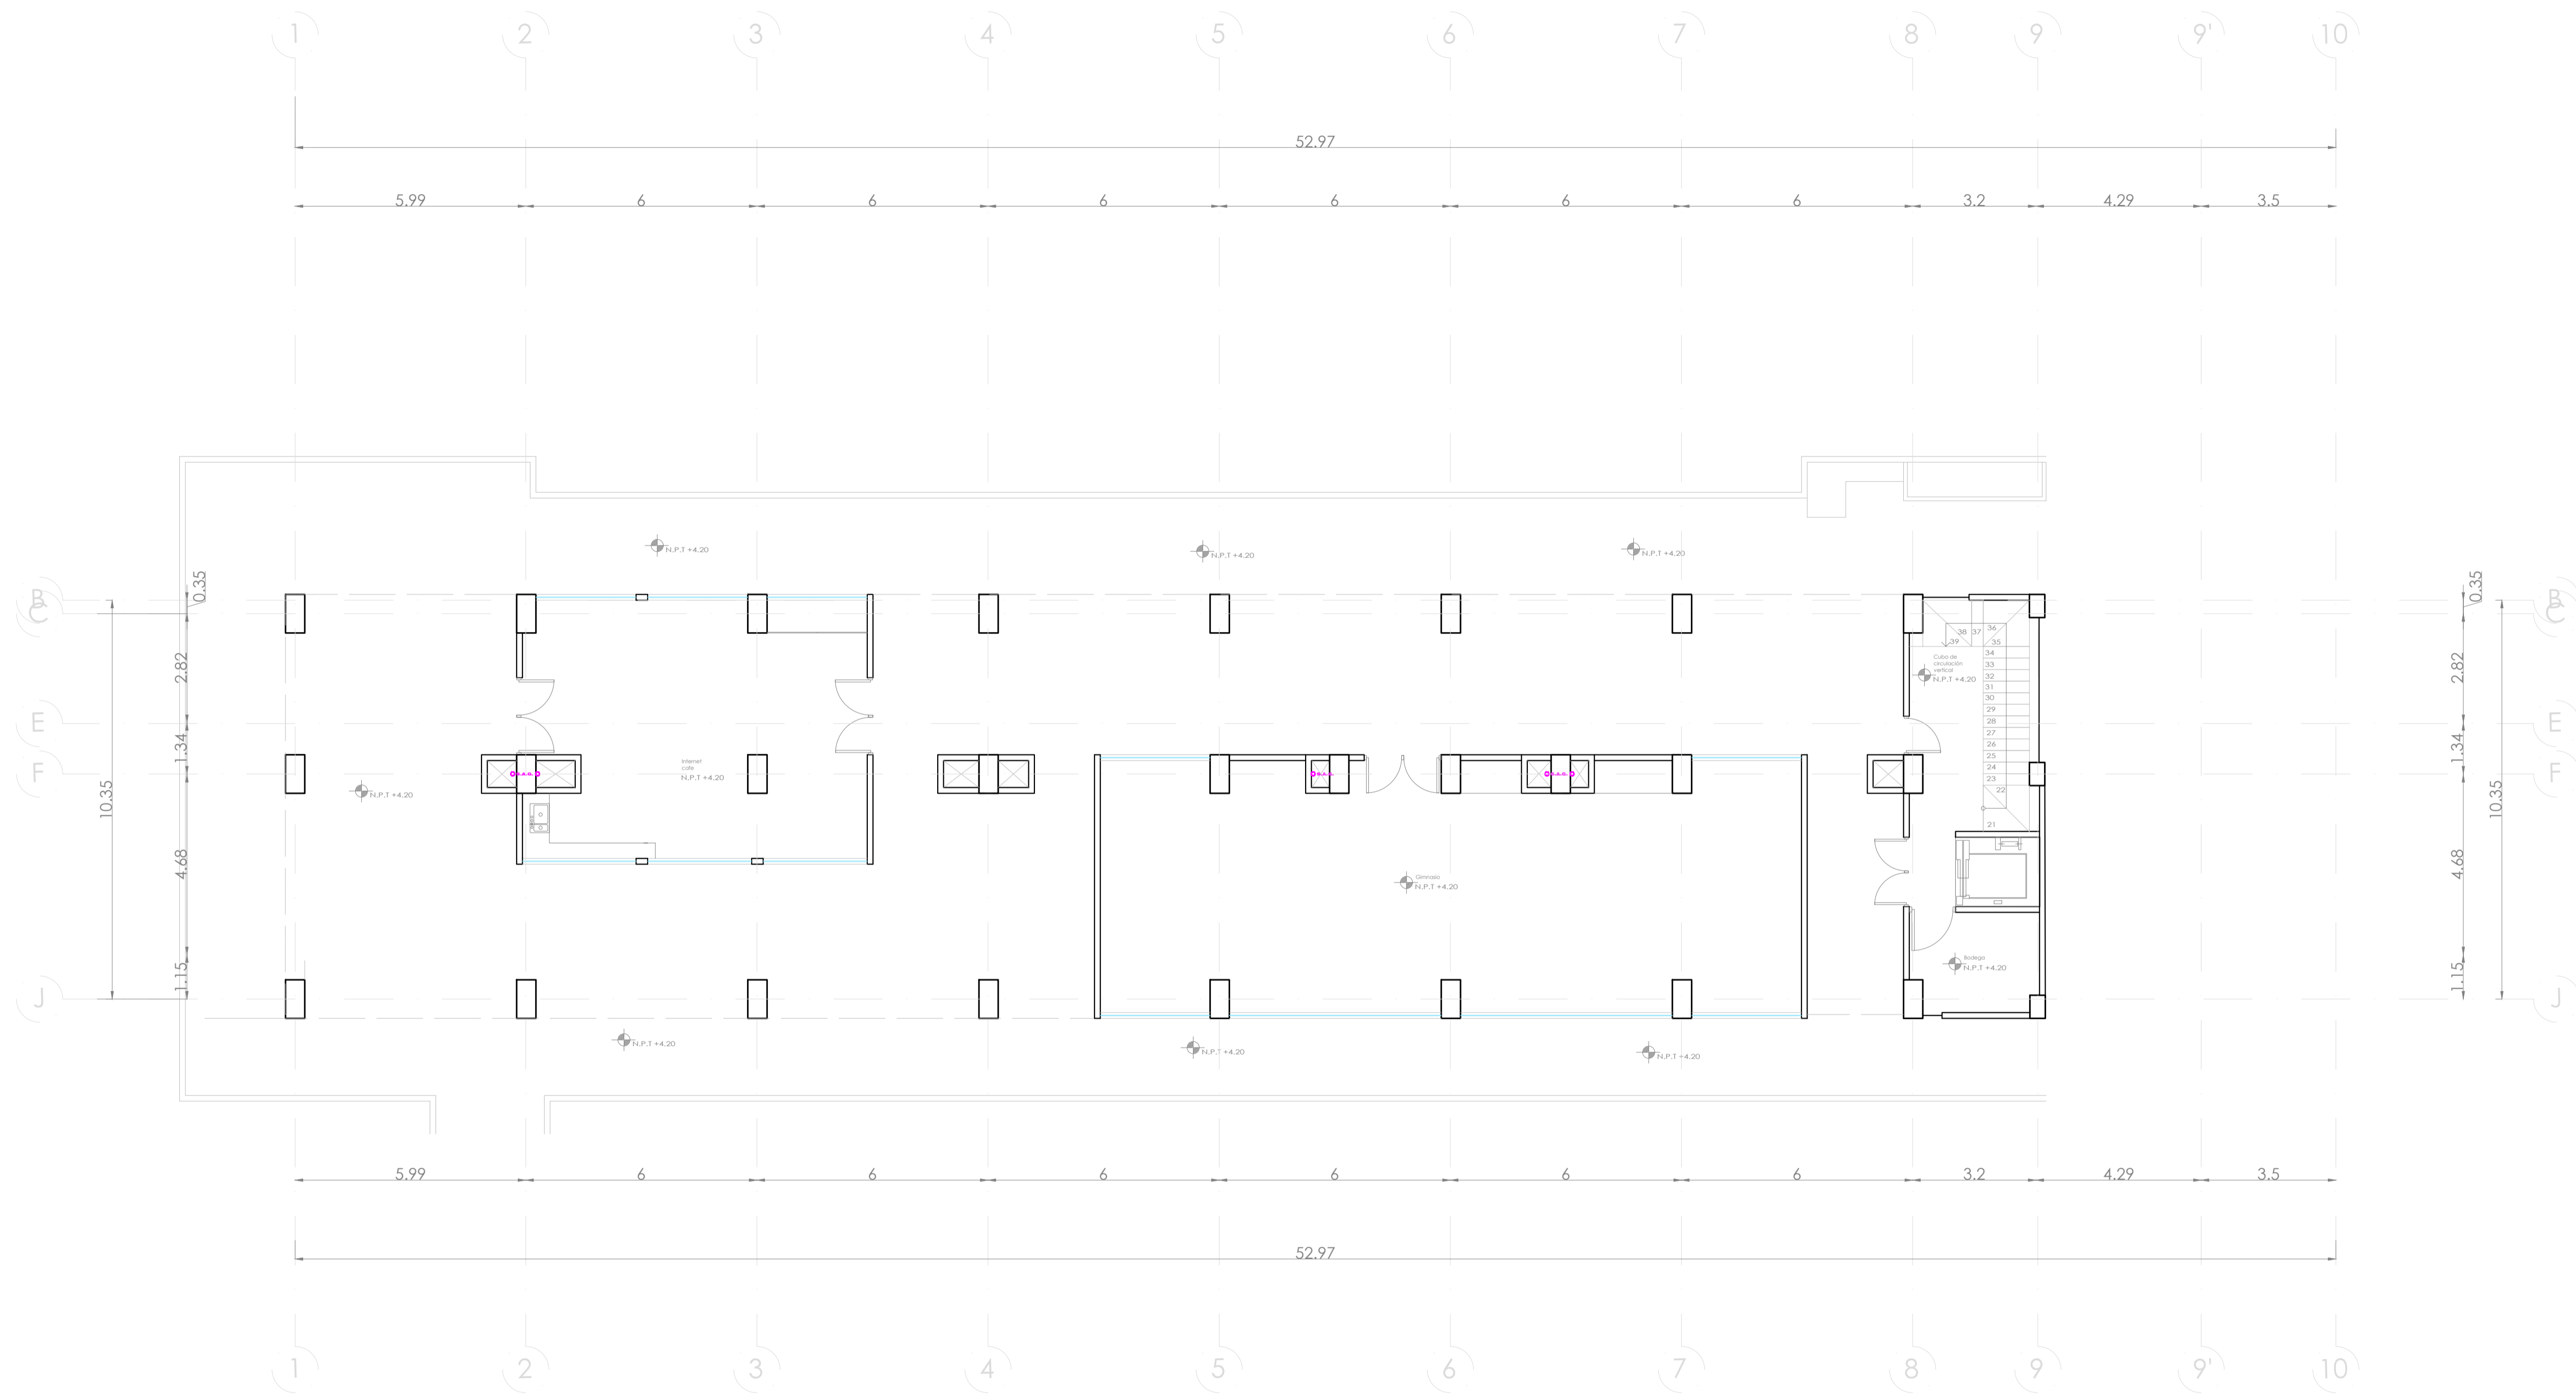 1 2 3 4 5 6 7 8 9 9' 10
52.97
5.99 6 6 6 6 6 6 3.2 4.29 3.5
N.P.T +4.20
N.P.T +4.20
N.P.T +4.20
B
C
E
F
J
0.35
2.82
1.34
4.68
1.15
10.35
N.P.T +4.20
B.A.G.
Internet
cafe
N.P.T +4.20
B.A.G.
B.A.G.
Gimnasio
N.P.T +4.20
Cubo de
circulación
vertical
N.P.T +4.20
39 38 37 36
35
34
33
32
31
30
29
28
27
26
25
24
23
22
21
Bodega
N.P.T +4.20
N.P.T +4.20
N.P.T +4.20
N.P.T +4.20
0.35
2.82
1.34
4.68
1.15
10.35
B
C
E
F
J
5.99 6 6 6 6 6 6 3.2 4.29 3.5
52.97
1 2 3 4 5 6 7 8 9 9' 10